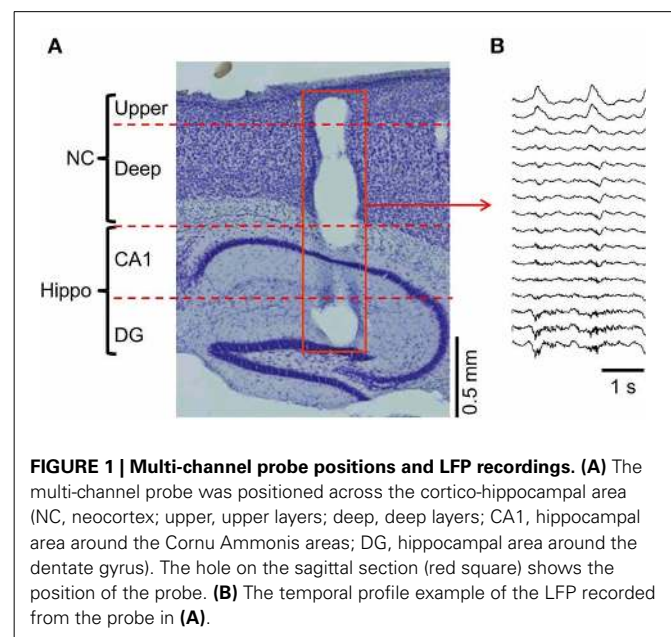 A
B
Upper
NC
Deep
CA1
Hippo
DG
0.5 mm
1 s
FIGURE 1 | Multi-channel probe positions and LFP recordings. (A) The
multi-channel probe was positioned across the cortico-hippocampal area
(NC, neocortex; upper, upper layers; deep, deep layers; CA1, hippocampal
area around the Cornu Ammonis areas; DG, hippocampal area around the
dentate gyrus). The hole on the sagittal section (red square) shows the
position of the probe. (B) The temporal profile example of the LFP recorded
from the probe in (A).